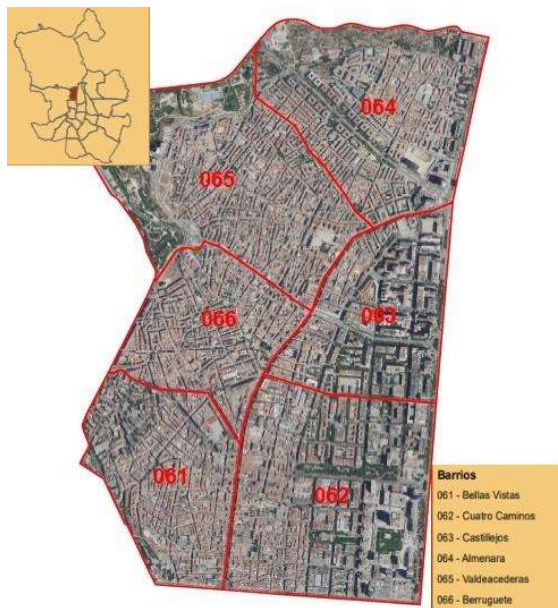 064
065
063
066
061
062
Barrios
061 - Bellas Vistas
062 - Cuatro Caminos
063 - Castillejos
064 - Almenara
065 - Valdeacederas
066 - Berruguete